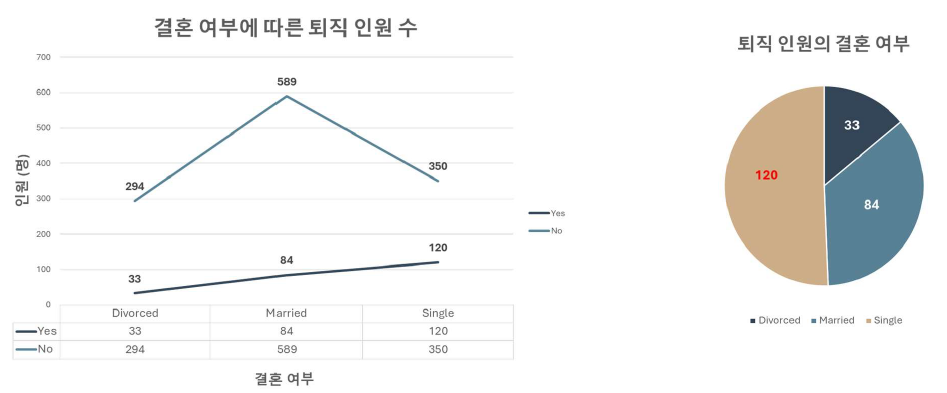 결혼 여부에 따른 퇴직 인원 수
700
600
500
400
300
200
100
0
인원 (명)
294
589
350
33
84
120
Yes
No
Divorced Married Single
Yes 33 84 120
No 294 589 350
결혼 여부
퇴직 인원의 결혼 여부
33
120
84
Divorced Married Single